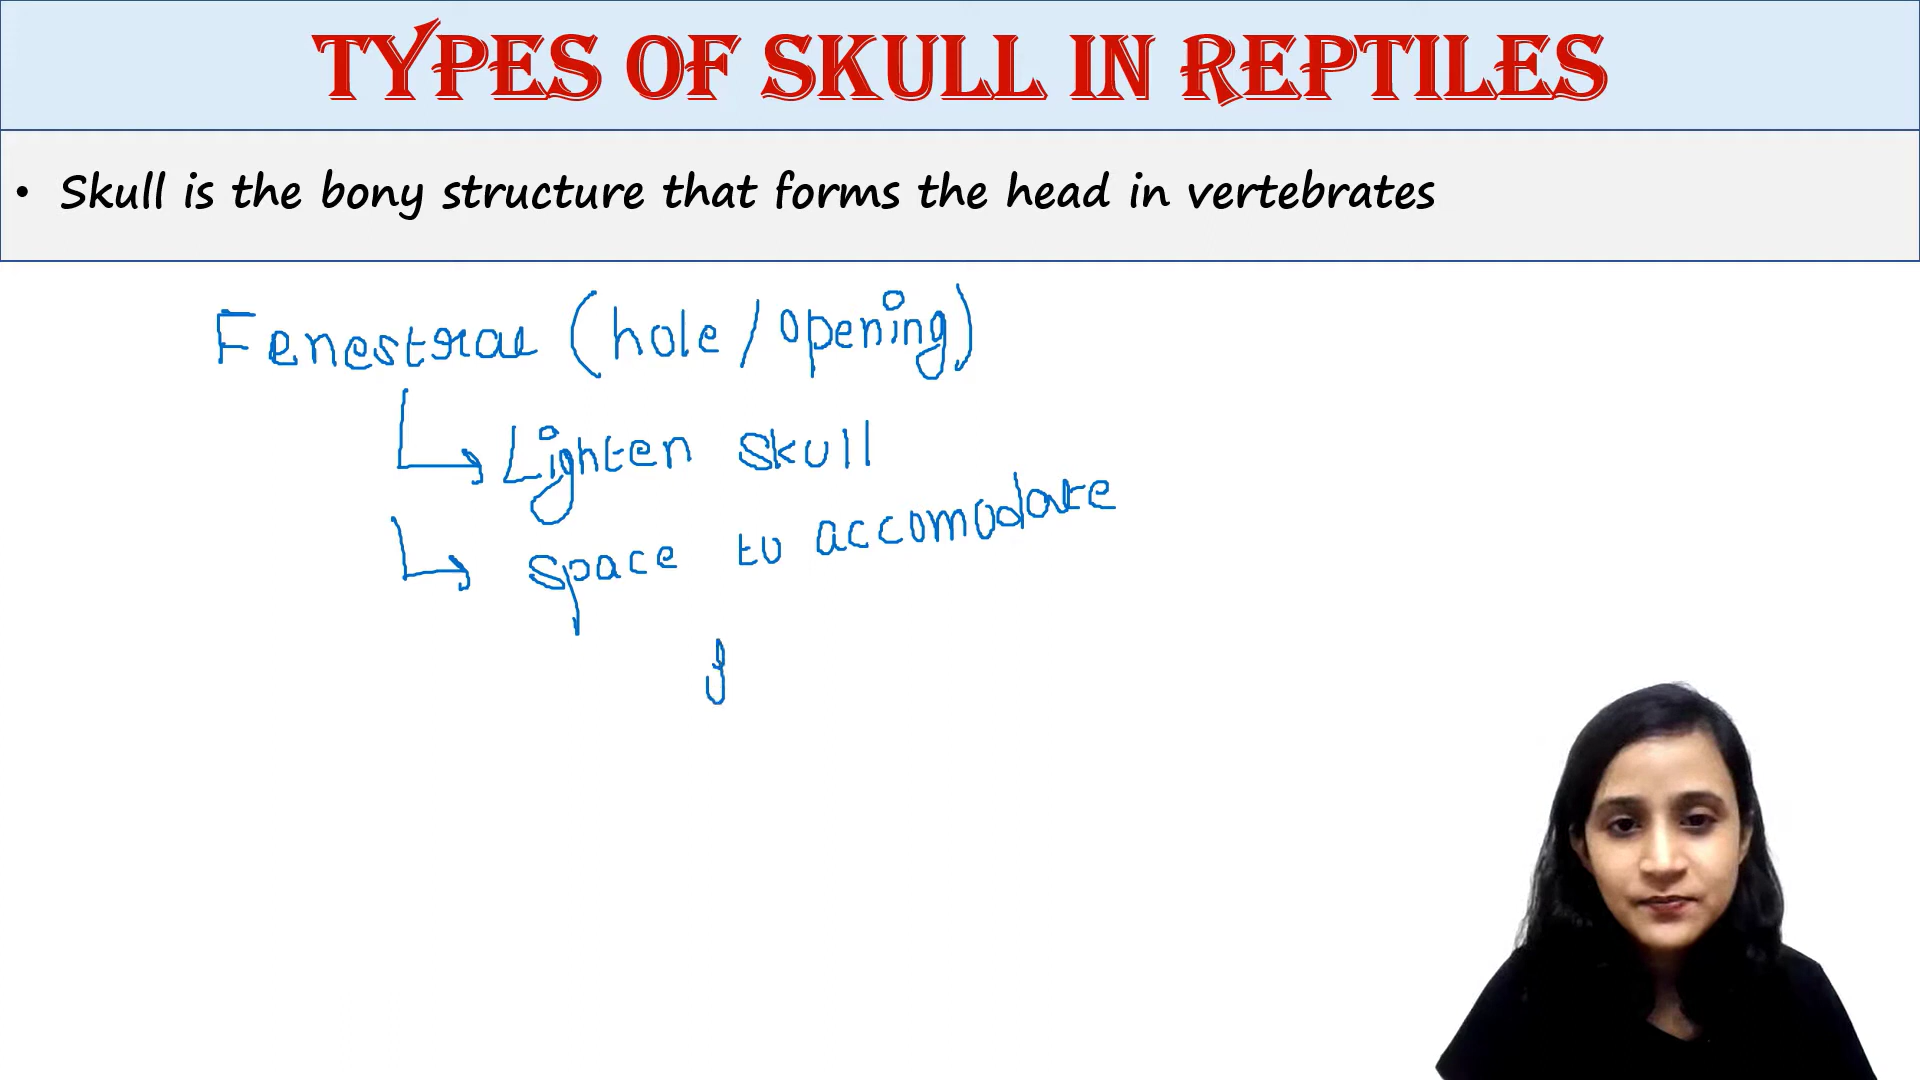 TYPES OF SKULL IN REPTILES
• Skull is the bony structure that forms the head in vertebrates
Fenestrae (hole/opening)
Lighten skull
space to accomodate